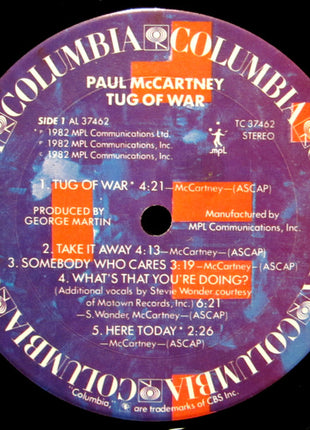 COLUMBIA COLUMBIA
PAUL McCARTNEY
TUG OF WAR
SIDE 1 AL 37462
TC 37462
* ℗ 1982 MPL Communications Ltd.
STEREO
℗ 1982 MPL Communications, Inc.
© 1982 MPL Communications, Inc.
mpl
1. TUG OF WAR* 4:21 —McCartney—(ASCAP)
PRODUCED BY
GEORGE MARTIN
Manufactured by
MPL Communications, Inc.
2. TAKE IT AWAY 4:13 —McCartney—(ASCAP)
3. SOMEBODY WHO CARES 3:19 —McCartney—(ASCAP)
4. WHAT'S THAT YOU'RE DOING?
(Additional vocals by Stevie Wonder courtesy
of Motown Records, Inc.) 6:21
—S. Wonder, McCartney—(ASCAP)
5. HERE TODAY* 2:26
—McCartney—(ASCAP)
COLUMBIA COLUMBIA
"Columbia," are trademarks of CBS Inc.